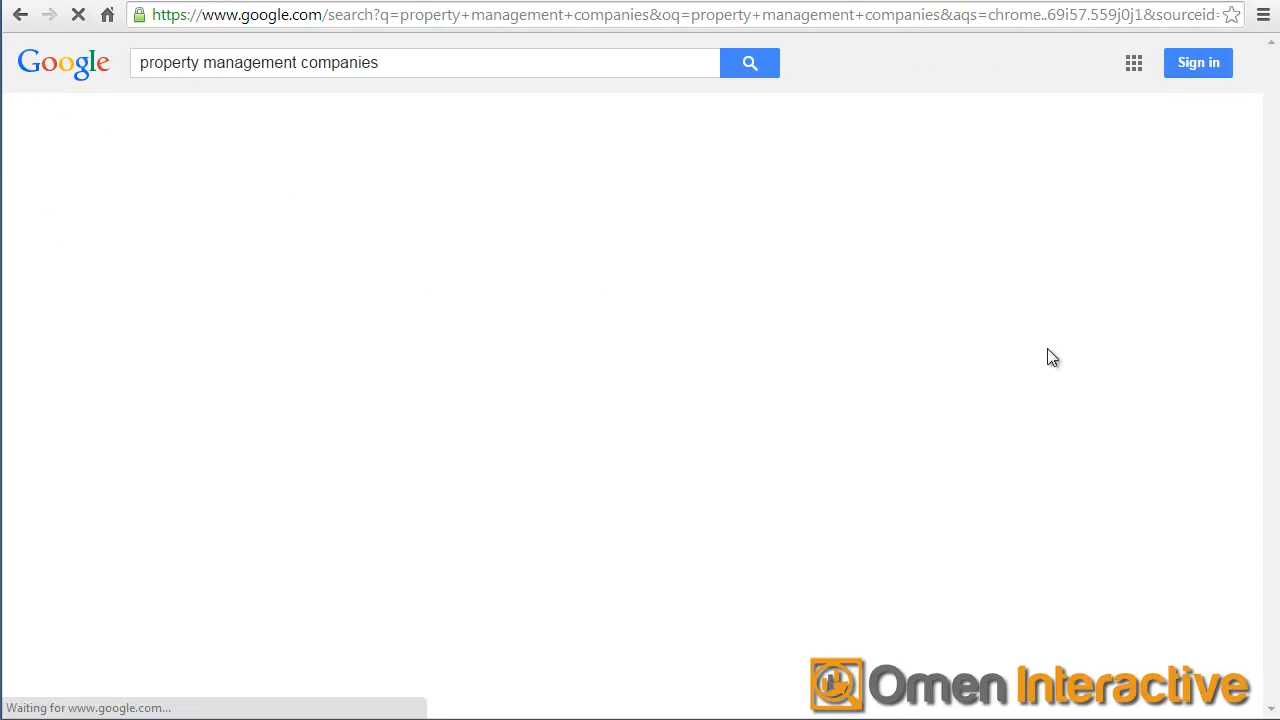 https://www.google.com/search?q=property+management+companies&oq=property+management+companies&aqs=chrome..69i57.559j0j1&sourceid=
Google
property management companies
Sign in
Omen Interactive
Waiting for www.google.com...